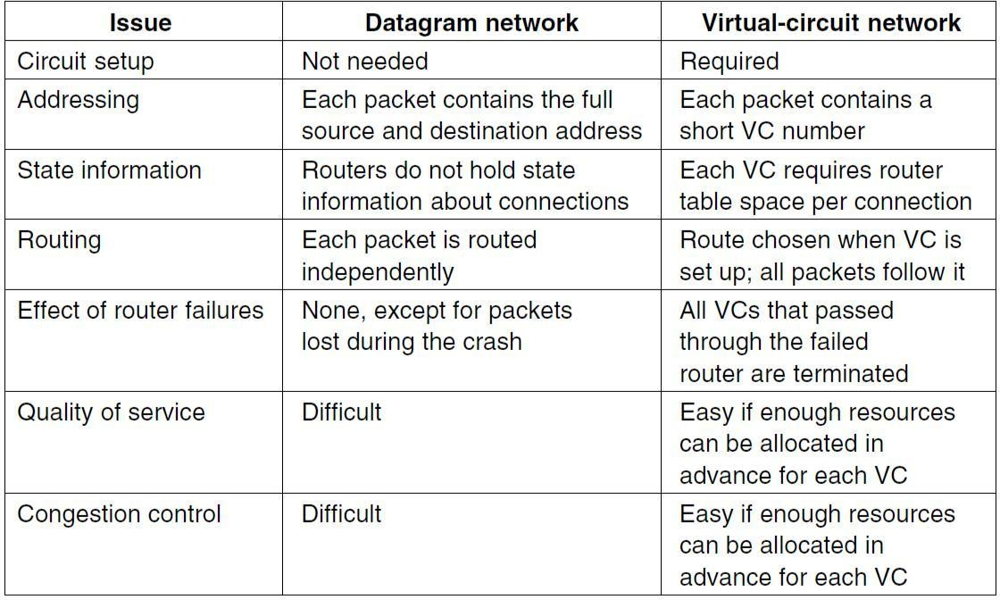 Issue Datagram network Virtual-circuit network
Circuit setup Not needed Required
Addressing Each packet contains the full Each packet contains a
source and destination address short VC number
State information Routers do not hold state Each VC requires router
information about connections table space per connection
Routing Each packet is routed Route chosen when VC is
independently set up; all packets follow it
Effect of router failures None, except for packets All VCs that passed
lost during the crash through the failed
router are terminated
Quality of service Difficult Easy if enough resources
can be allocated in
advance for each VC
Congestion control Difficult Easy if enough resources
can be allocated in
advance for each VC